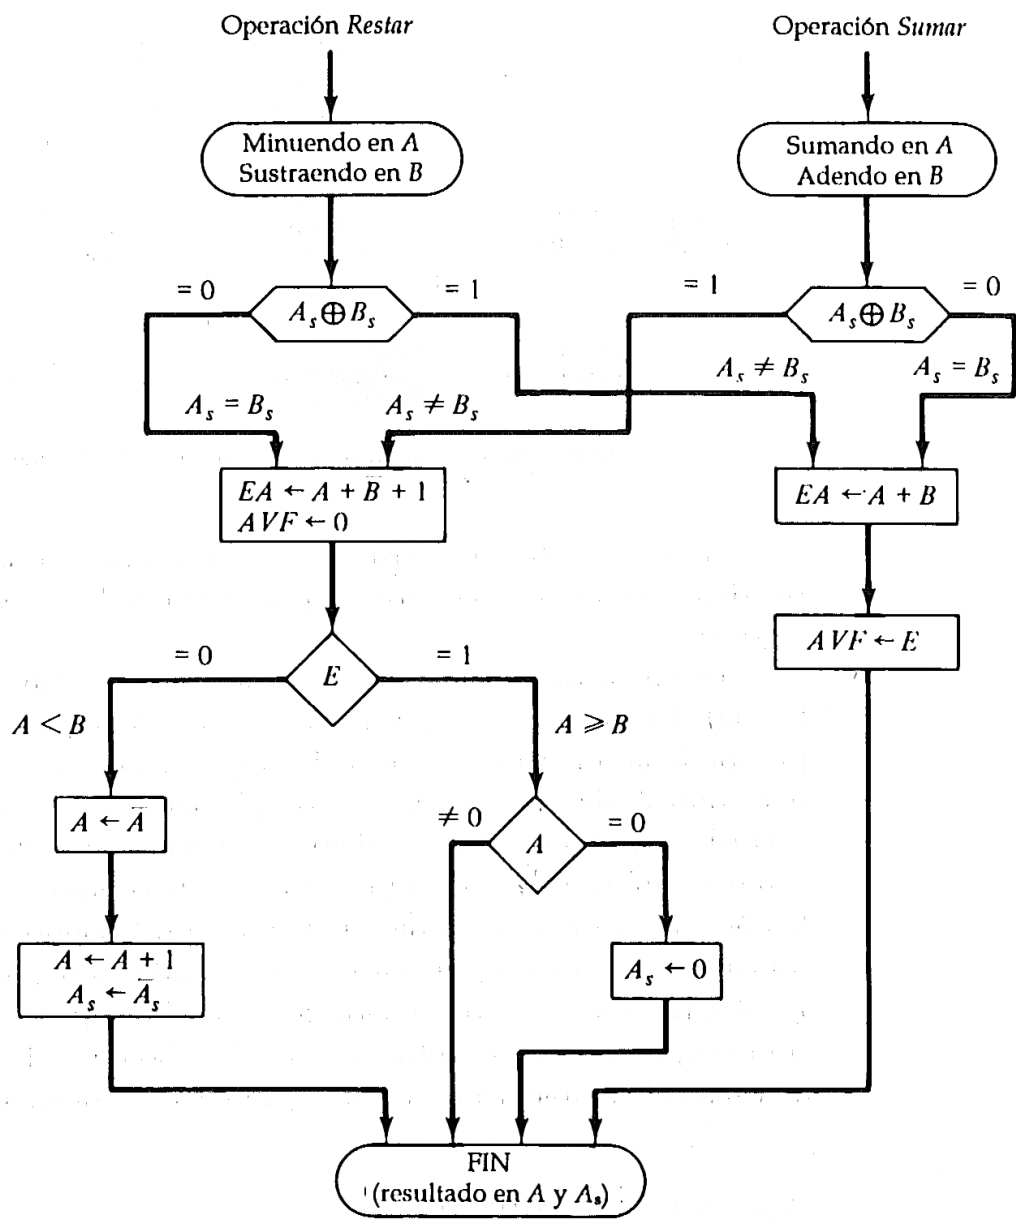 Operación Restar
Operación Sumar
Minuendo en A
Sustraendo en B
Sumando en A
Adendo en B
= 0
A_s ⊕ B_s
= 1
= 1
A_s ⊕ B_s
= 0
A_s = B_s
A_s ≠ B_s
A_s ≠ B_s
A_s = B_s
EA ← A + B̅ + 1
AVF ← 0
EA ← A + B
AVF ← E
= 0
E
= 1
A < B
A ⩾ B
A ← A̅
≠ 0
A
= 0
A ← A + 1
A_s ← A̅_s
A_s ← 0
FIN
(resultado en A y A_s)